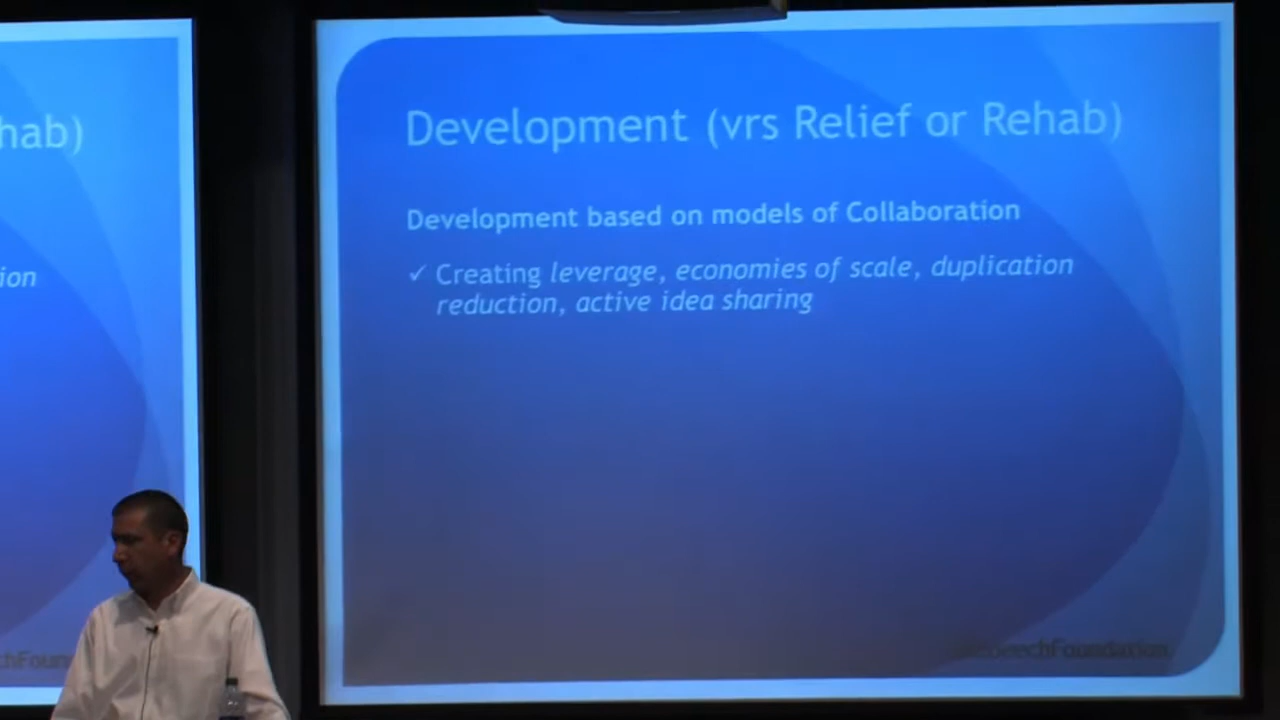 hab)
ion
Development (vrs Relief or Rehab)
Development based on models of Collaboration
✓ Creating leverage, economies of scale, duplication
reduction, active idea sharing